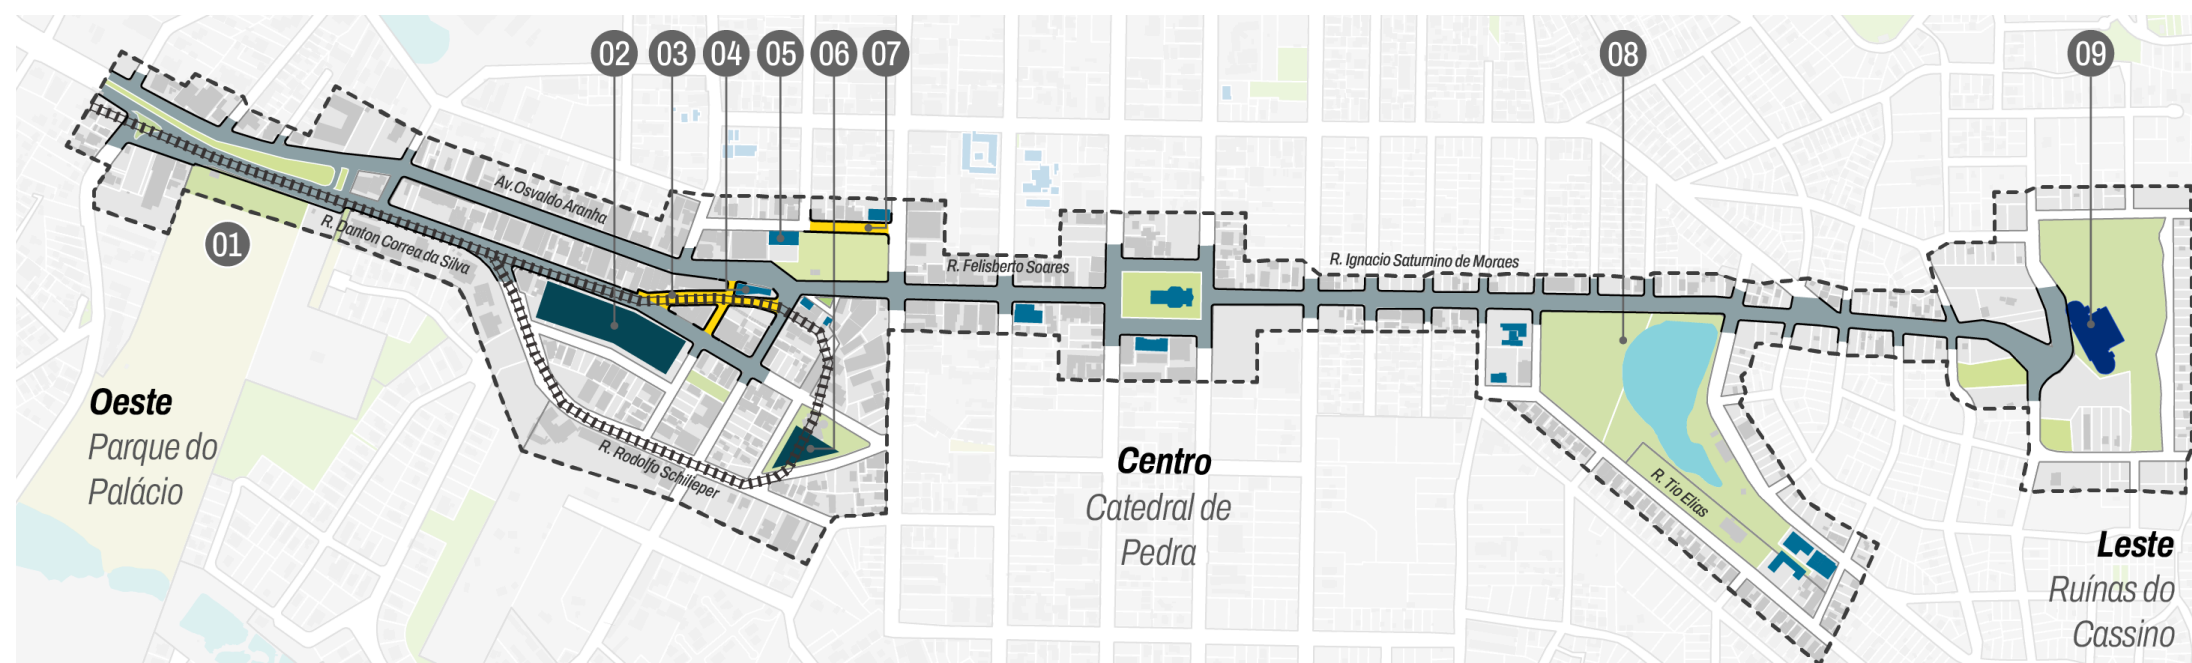 02 03 04 05 06 07 08 09
Av.Osvaldo Aranha
01
R. Danton Correa da Silva
R. Felisberto Soares
R. Ignacio Saturnino de Moraes
Oeste
Parque do
Palácio
R. Rodolfo Schilieper
Centro
Catedral de
Pedra
R. Tio Elias
Leste
Ruínas do
Cassino